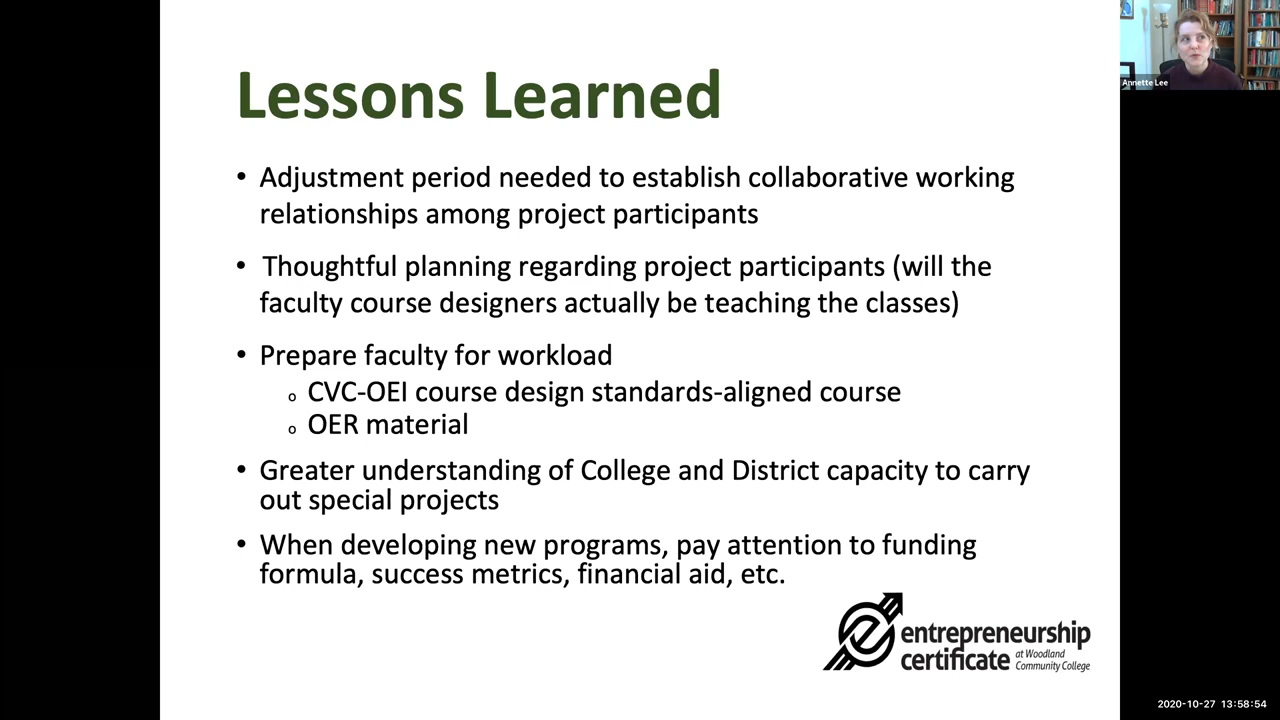 Lessons Learned
• Adjustment period needed to establish collaborative working
relationships among project participants
• Thoughtful planning regarding project participants (will the
faculty course designers actually be teaching the classes)
• Prepare faculty for workload
o CVC-OEI course design standards-aligned course
o OER material
• Greater understanding of College and District capacity to carry
out special projects
• When developing new programs, pay attention to funding
formula, success metrics, financial aid, etc.
entrepreneurship
certificate
at Woodland
Community College
Annette Lee
2020-10-27 13:58:54